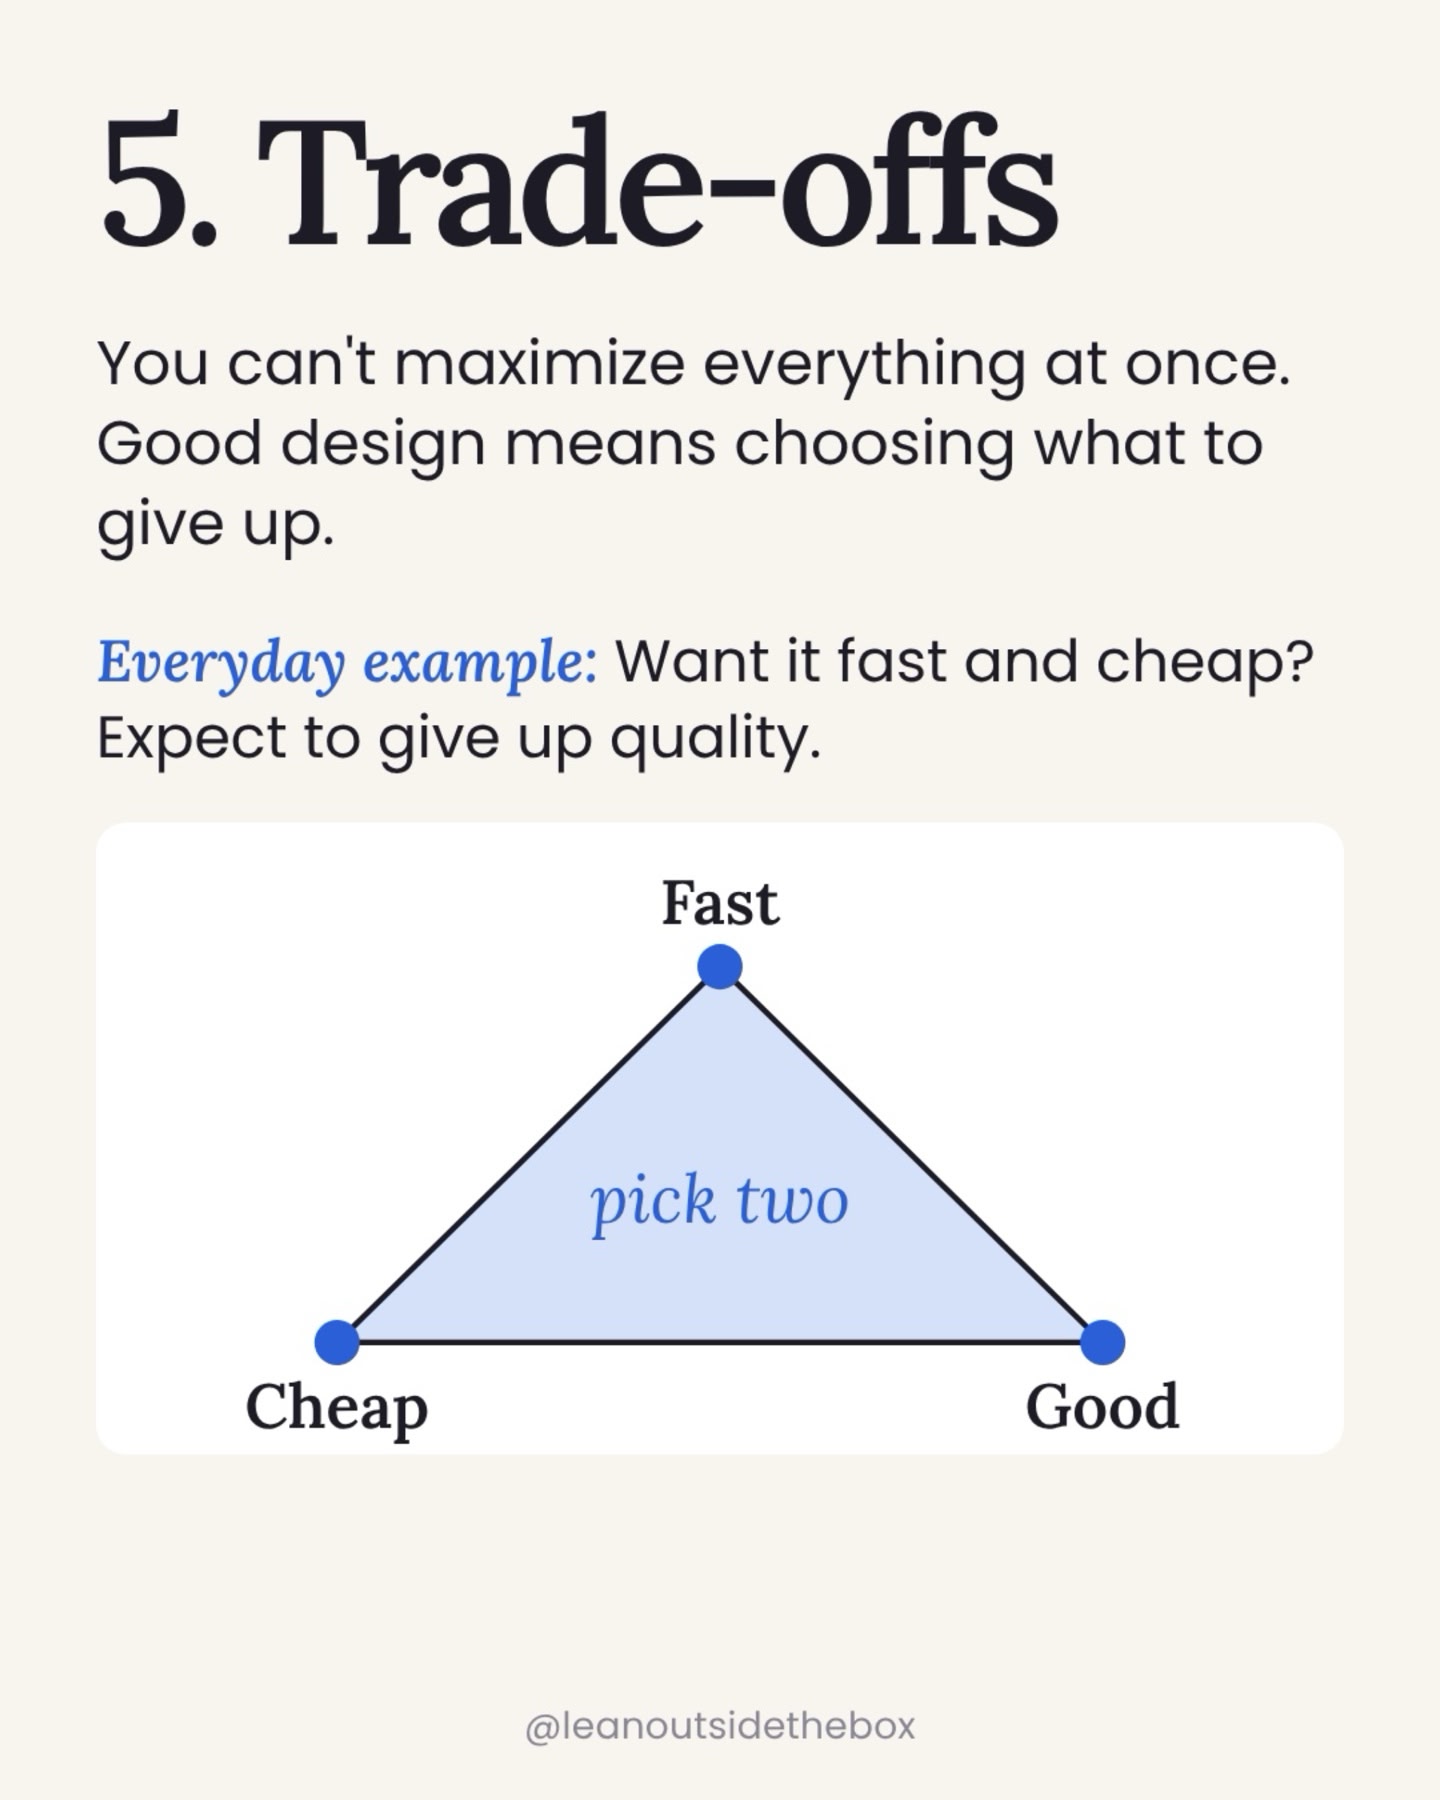 5. Trade-offs
You can't maximize everything at once.
Good design means choosing what to
give up.
Everyday example: Want it fast and cheap?
Expect to give up quality.
Fast
pick two
Cheap
Good
@leanoutsidethebox